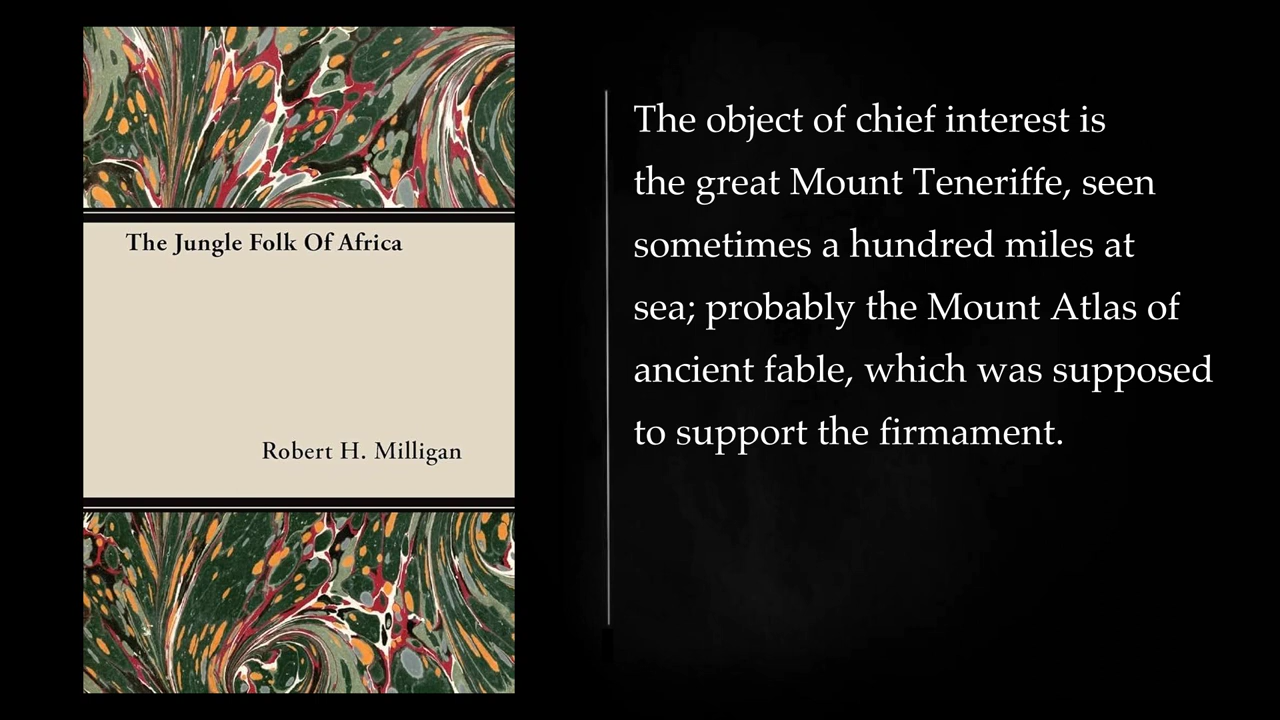 The Jungle Folk Of Africa
Robert H. Milligan
The object of chief interest is
the great Mount Teneriffe, seen
sometimes a hundred miles at
sea; probably the Mount Atlas of
ancient fable, which was supposed
to support the firmament.